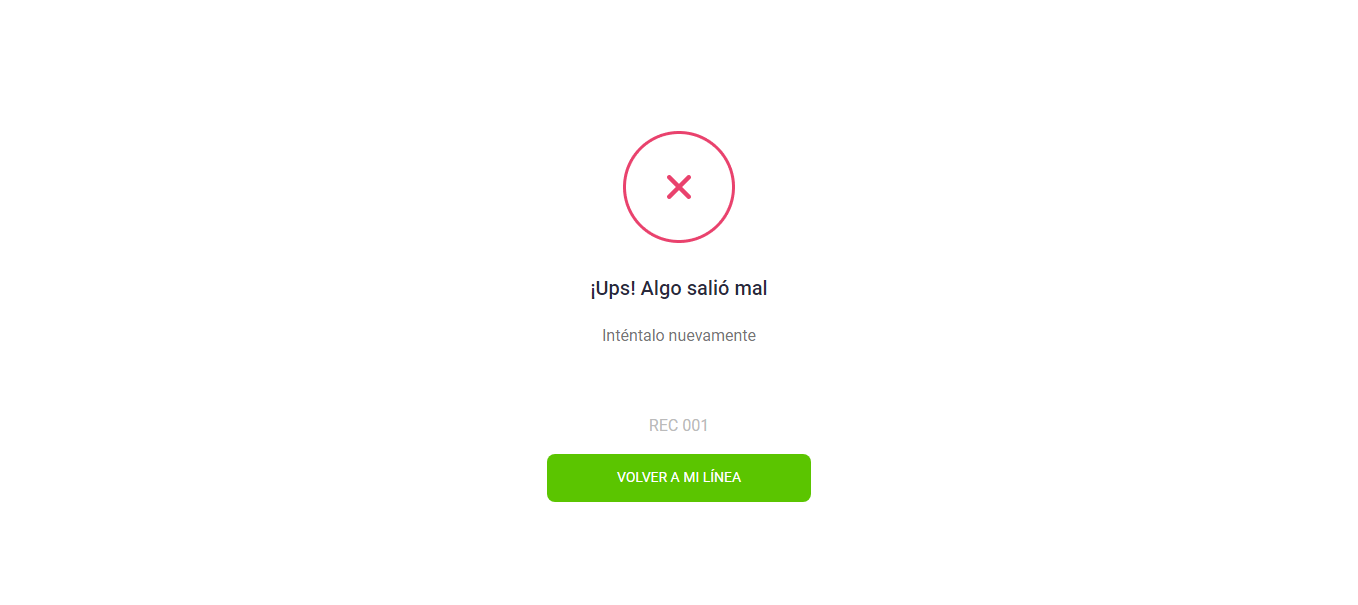 ¡Ups! Algo salió mal
Inténtalo nuevamente
REC 001
VOLVER A MI LÍNEA